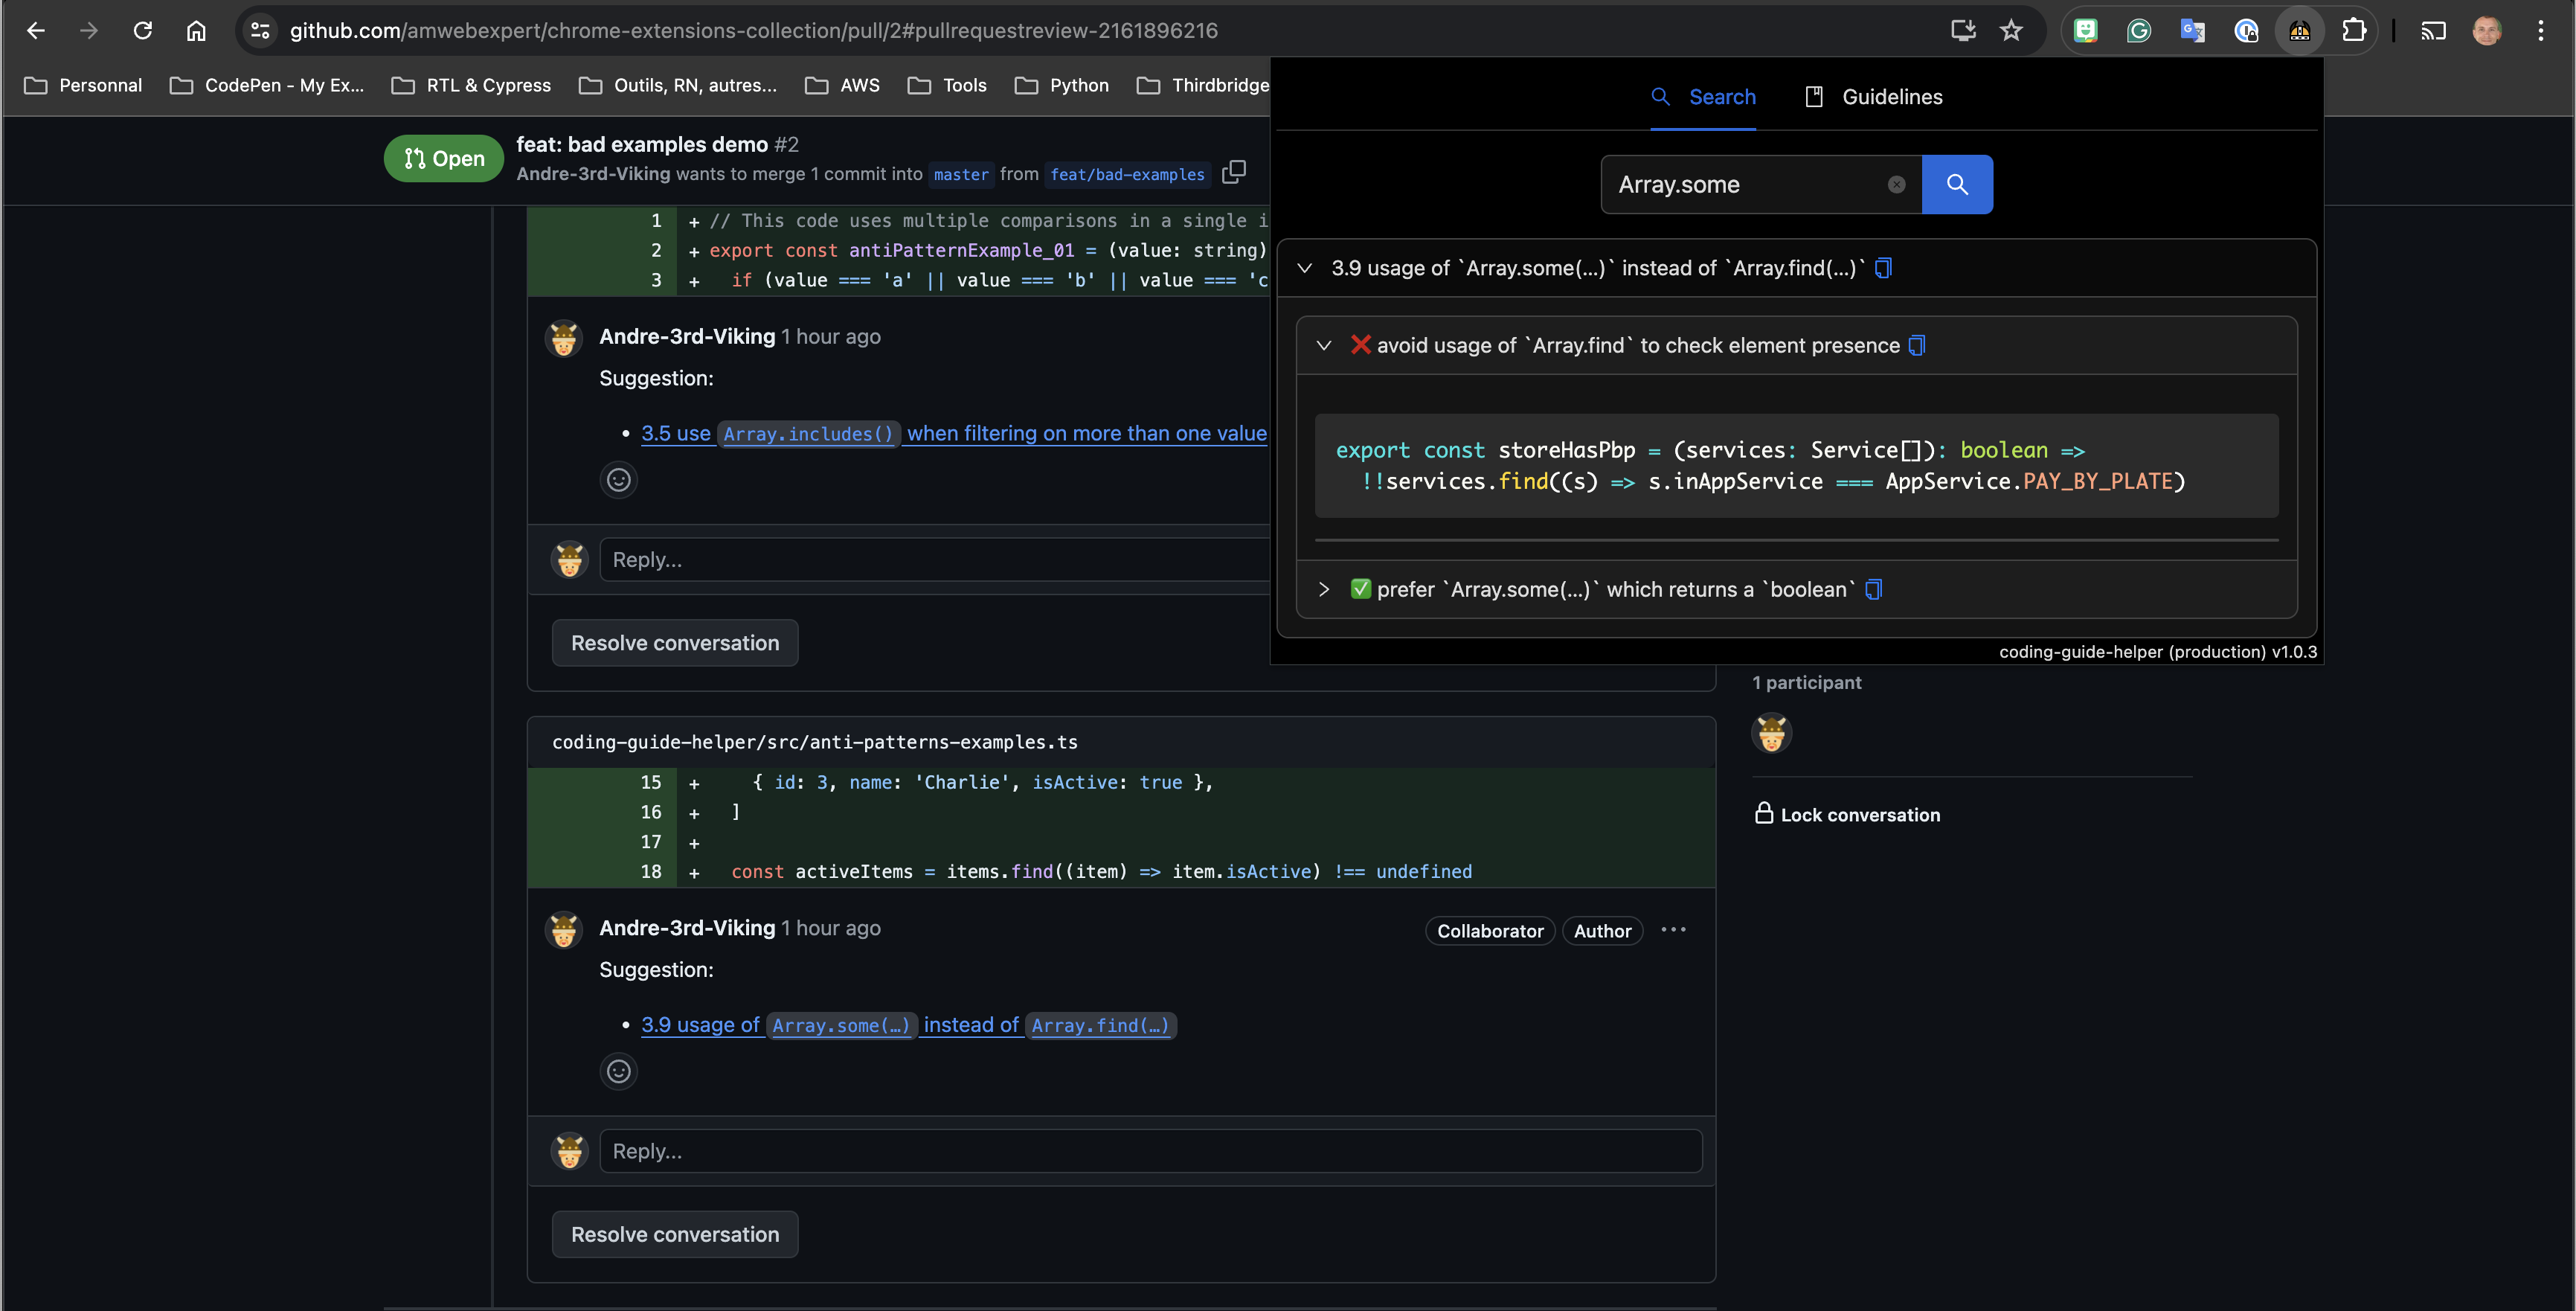 github.com/amwebexpert/chrome-extensions-collection/pull/2#pullrequestreview-2161896216
Personnal
CodePen - My Ex...
RTL & Cypress
Outils, RN, autres...
AWS
Tools
Python
Thirdbridge
Open
feat: bad examples demo #2
Andre-3rd-Viking wants to merge 1 commit into master from feat/bad-examples
1 + // This code uses multiple comparisons in a single i
2 + export const antiPatternExample_01 = (value: string)
3 + if (value === 'a' || value === 'b' || value === 'c
Andre-3rd-Viking 1 hour ago
Suggestion:
• 3.5 use Array.includes() when filtering on more than one value
Reply...
Resolve conversation
coding-guide-helper/src/anti-patterns-examples.ts
15 + { id: 3, name: 'Charlie', isActive: true },
16 + ]
17 +
18 + const activeItems = items.find((item) => item.isActive) !== undefined
Andre-3rd-Viking 1 hour ago
Collaborator
Author
Suggestion:
• 3.9 usage of Array.some(…) instead of Array.find(…)
Reply...
Resolve conversation
Search
Guidelines
Array.some
3.9 usage of `Array.some(…)` instead of `Array.find(…)`
❌ avoid usage of `Array.find` to check element presence
export const storeHasPbp = (services: Service[]): boolean =>
!!services.find((s) => s.inAppService === AppService.PAY_BY_PLATE)
✅ prefer `Array.some(…)` which returns a `boolean`
coding-guide-helper (production) v1.0.3
1 participant
Lock conversation